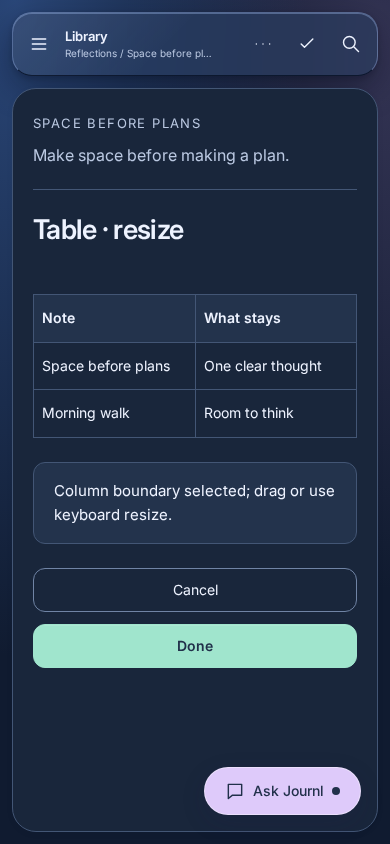 Library
Reflections / Space before pl...
...
SPACE BEFORE PLANS
Make space before making a plan.
Table · resize
Note What stays
Space before plans One clear thought
Morning walk Room to think
Column boundary selected; drag or use
keyboard resize.
Cancel
Done
Ask Journl